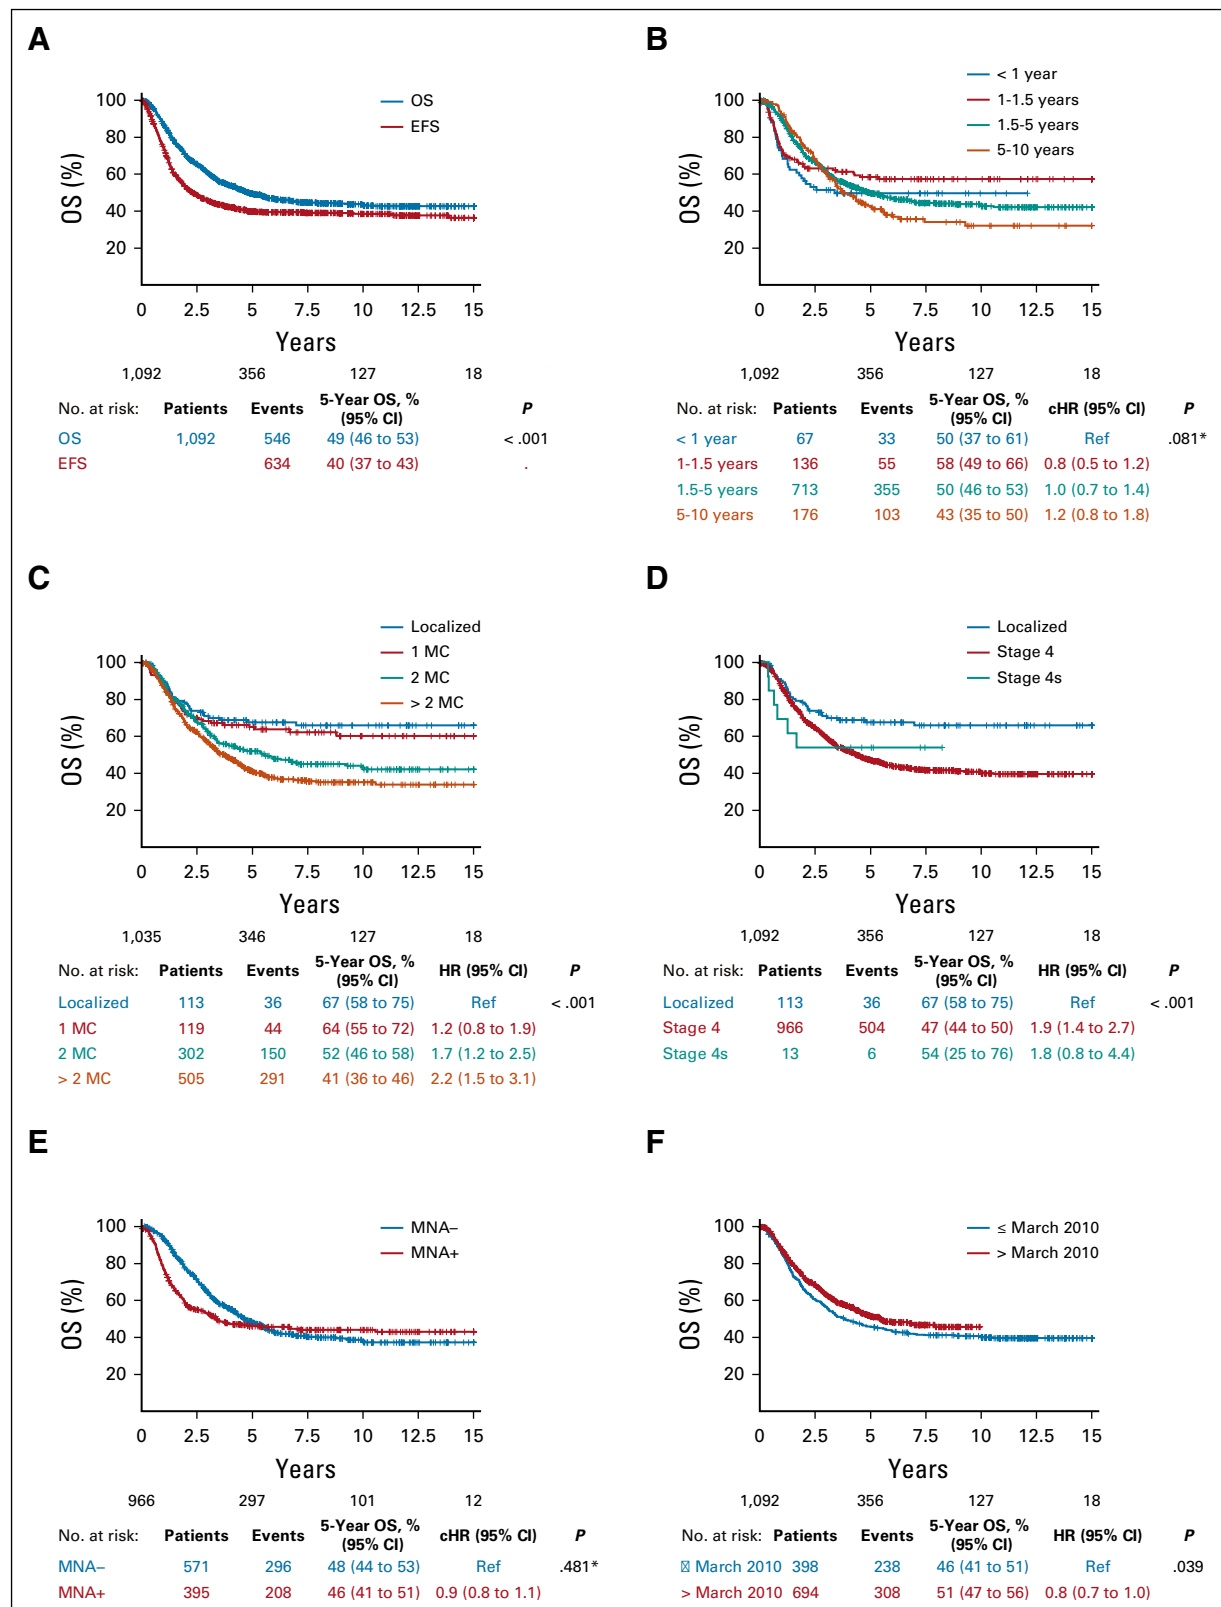 A
OS
EFS
100
80
60
40
20
OS (%)
0 2.5 5 7.5 10 12.5 15
Years
1,092 356 127 18
No. at risk: Patients Events 5-Year OS, % (95% CI) P
OS 1,092 546 49 (46 to 53) < .001
EFS 634 40 (37 to 43) .
B
< 1 year
1-1.5 years
1.5-5 years
5-10 years
100
80
60
40
20
OS (%)
0 2.5 5 7.5 10 12.5 15
Years
1,092 356 127 18
No. at risk: Patients Events 5-Year OS, % (95% CI) cHR (95% CI) P
< 1 year 67 33 50 (37 to 61) Ref .081*
1-1.5 years 136 55 58 (49 to 66) 0.8 (0.5 to 1.2)
1.5-5 years 713 355 50 (46 to 53) 1.0 (0.7 to 1.4)
5-10 years 176 103 43 (35 to 50) 1.2 (0.8 to 1.8)
C
Localized
1 MC
2 MC
> 2 MC
100
80
60
40
20
OS (%)
0 2.5 5 7.5 10 12.5 15
Years
1,035 346 127 18
No. at risk: Patients Events 5-Year OS, % (95% CI) HR (95% CI) P
Localized 113 36 67 (58 to 75) Ref < .001
1 MC 119 44 64 (55 to 72) 1.2 (0.8 to 1.9)
2 MC 302 150 52 (46 to 58) 1.7 (1.2 to 2.5)
> 2 MC 505 291 41 (36 to 46) 2.2 (1.5 to 3.1)
D
Localized
Stage 4
Stage 4s
100
80
60
40
20
OS (%)
0 2.5 5 7.5 10 12.5 15
Years
1,092 356 127 18
No. at risk: Patients Events 5-Year OS, % (95% CI) HR (95% CI) P
Localized 113 36 67 (58 to 75) Ref < .001
Stage 4 966 504 47 (44 to 50) 1.9 (1.4 to 2.7)
Stage 4s 13 6 54 (25 to 76) 1.8 (0.8 to 4.4)
E
MNA–
MNA+
100
80
60
40
20
OS (%)
0 2.5 5 7.5 10 12.5 15
Years
966 297 101 12
No. at risk: Patients Events 5-Year OS, % (95% CI) cHR (95% CI) P
MNA– 571 296 48 (44 to 53) Ref .481*
MNA+ 395 208 46 (41 to 51) 0.9 (0.8 to 1.1)
F
≤ March 2010
> March 2010
100
80
60
40
20
OS (%)
0 2.5 5 7.5 10 12.5 15
Years
1,092 356 127 18
No. at risk: Patients Events 5-Year OS, % (95% CI) HR (95% CI) P
March 2010 398 238 46 (41 to 51) Ref .039
> March 2010 694 308 51 (47 to 56) 0.8 (0.7 to 1.0)